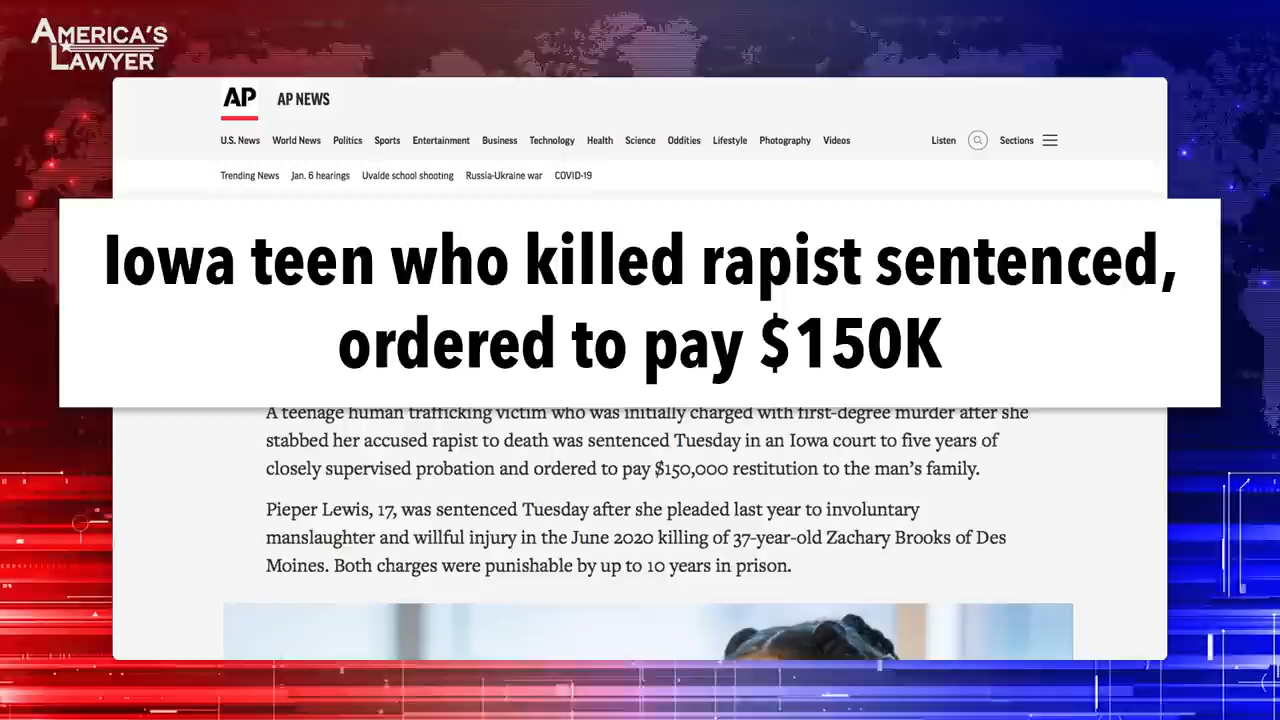 AMERICA'S
LAWYER
AP
AP NEWS
U.S. News World News Politics Sports Entertainment Business Technology Health Science Oddities Lifestyle Photography Videos Listen Sections
Trending News Jan. 6 hearings Uvalde school shooting Russia-Ukraine war COVID-19
Iowa teen who killed rapist sentenced,
ordered to pay $150K
A teenage human trafficking victim who was initially charged with first-degree murder after she
stabbed her accused rapist to death was sentenced Tuesday in an Iowa court to five years of
closely supervised probation and ordered to pay $150,000 restitution to the man's family.
Pieper Lewis, 17, was sentenced Tuesday after she pleaded last year to involuntary
manslaughter and willful injury in the June 2020 killing of 37-year-old Zachary Brooks of Des
Moines. Both charges were punishable by up to 10 years in prison.